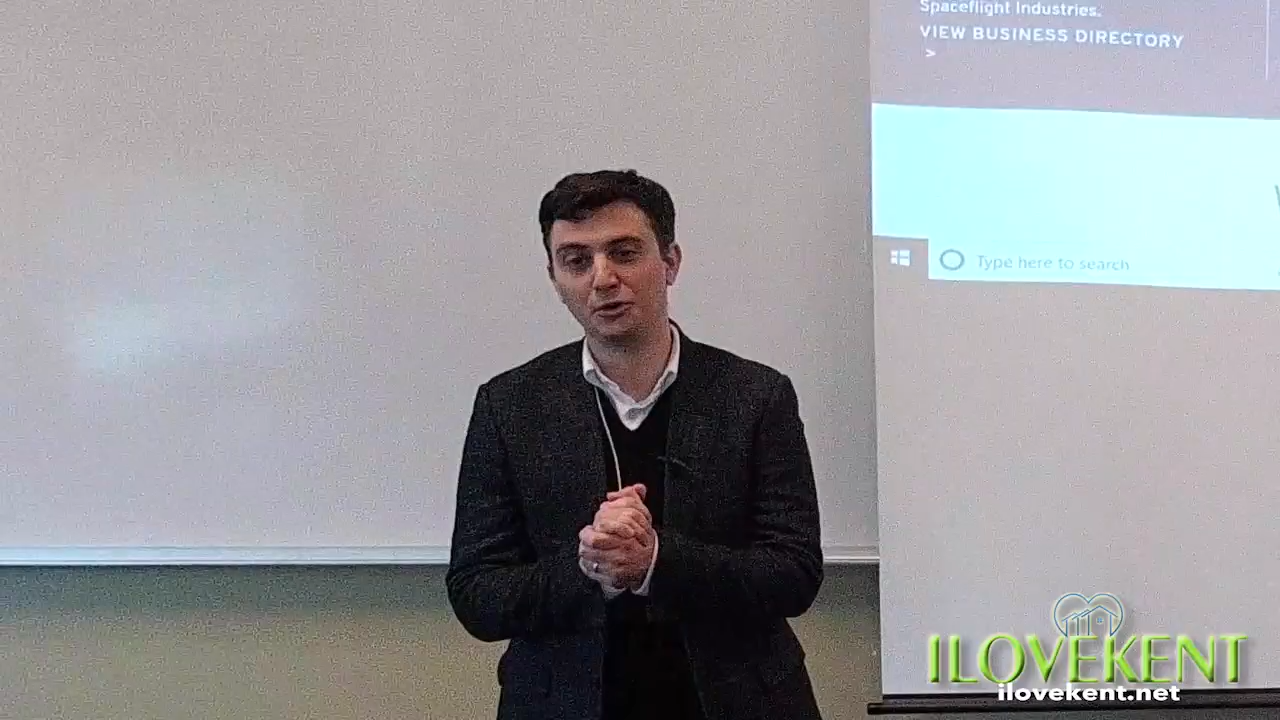 Spaceflight Industries.
VIEW BUSINESS DIRECTORY
>
Type here to search
ILOVEKENT
ilovekent.net